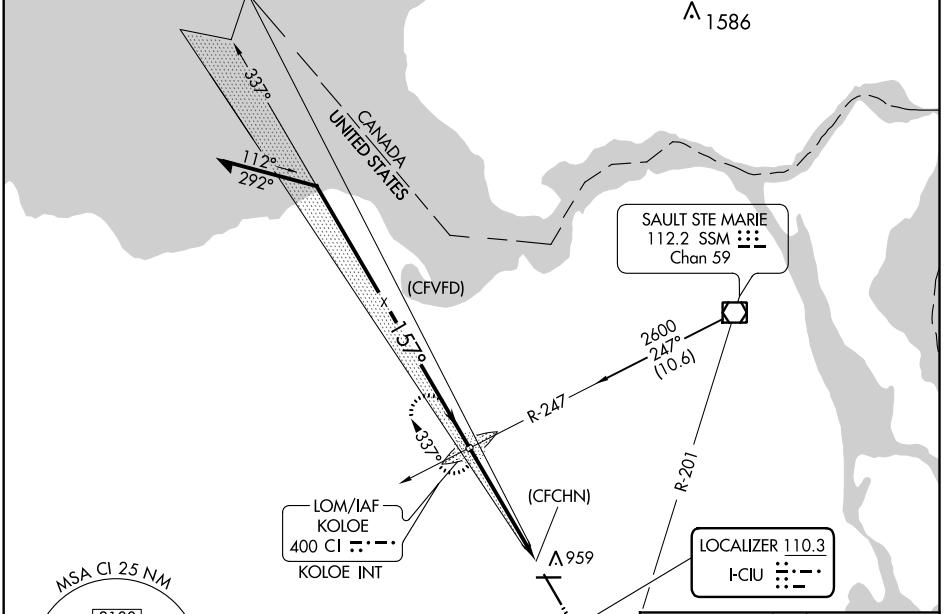 1586
337°
CANADA
UNITED STATES
112°
292°
SAULT STE MARIE
112.2 SSM
Chan 59
(CFVFD)
157°
2600
247°
(10.6)
R-247
337°
R-201
LOM/IAF
KOLOE
400 CI
KOLOE INT
(CFCHN)
959
LOCALIZER 110.3
I-CIU
MSA CI 25 NM